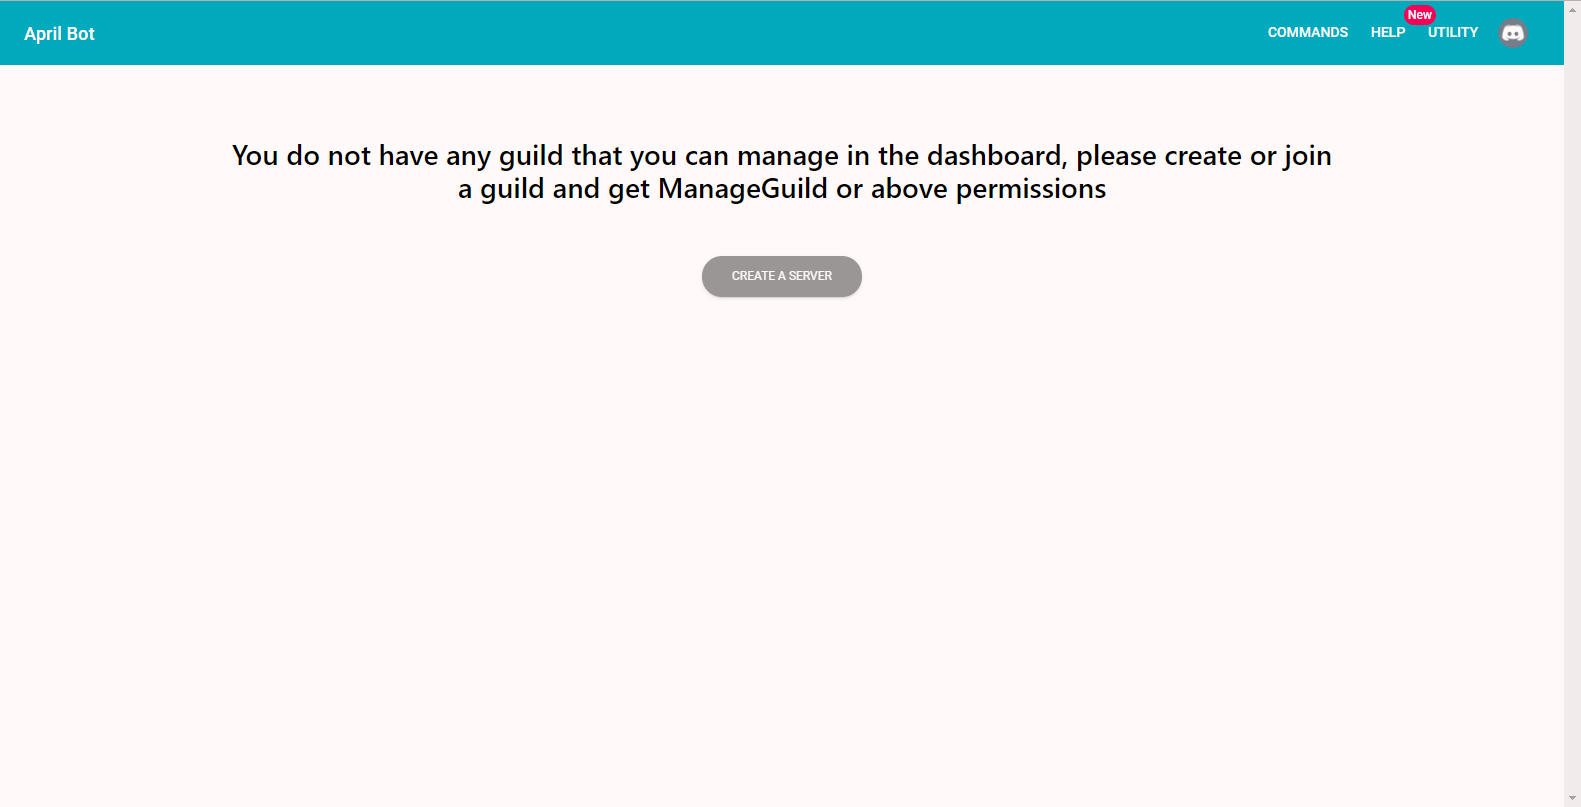 April Bot
COMMANDS
HELP
New
UTILITY
You do not have any guild that you can manage in the dashboard, please create or join
a guild and get ManageGuild or above permissions
CREATE A SERVER